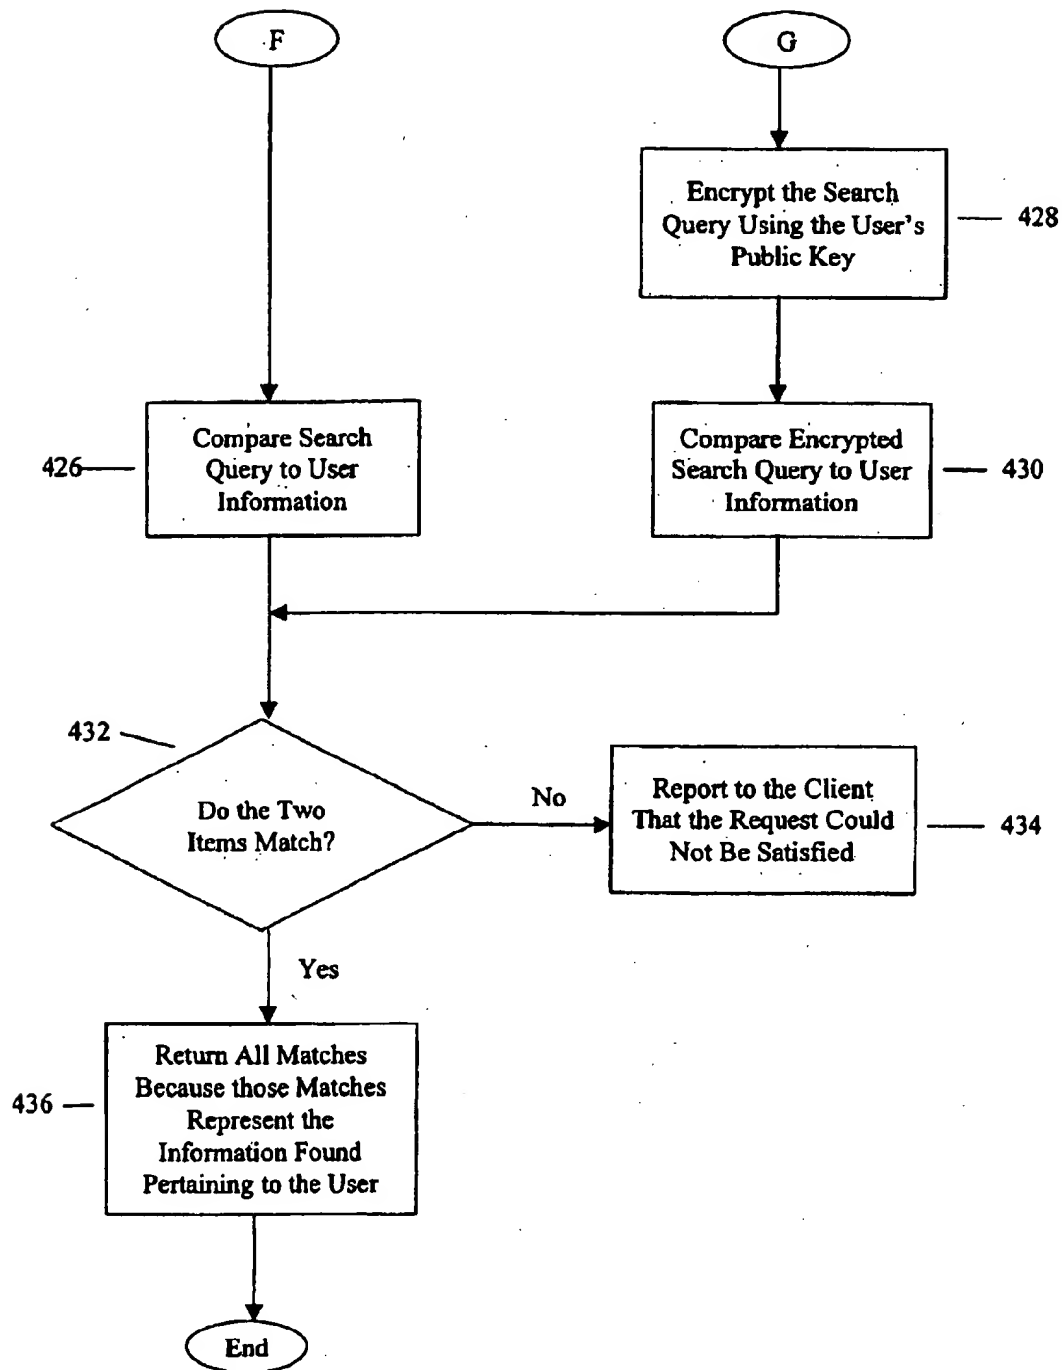 F
G
Encrypt the Search
Query Using the User's
Public Key
428
Compare Search
Query to User
Information
426
Compare Encrypted
Search Query to User
Information
430
432
Do the Two
Items Match?
No
Report to the Client
That the Request Could
Not Be Satisfied
434
Yes
Return All Matches
Because those Matches
Represent the
Information Found
Pertaining to the User
436
End